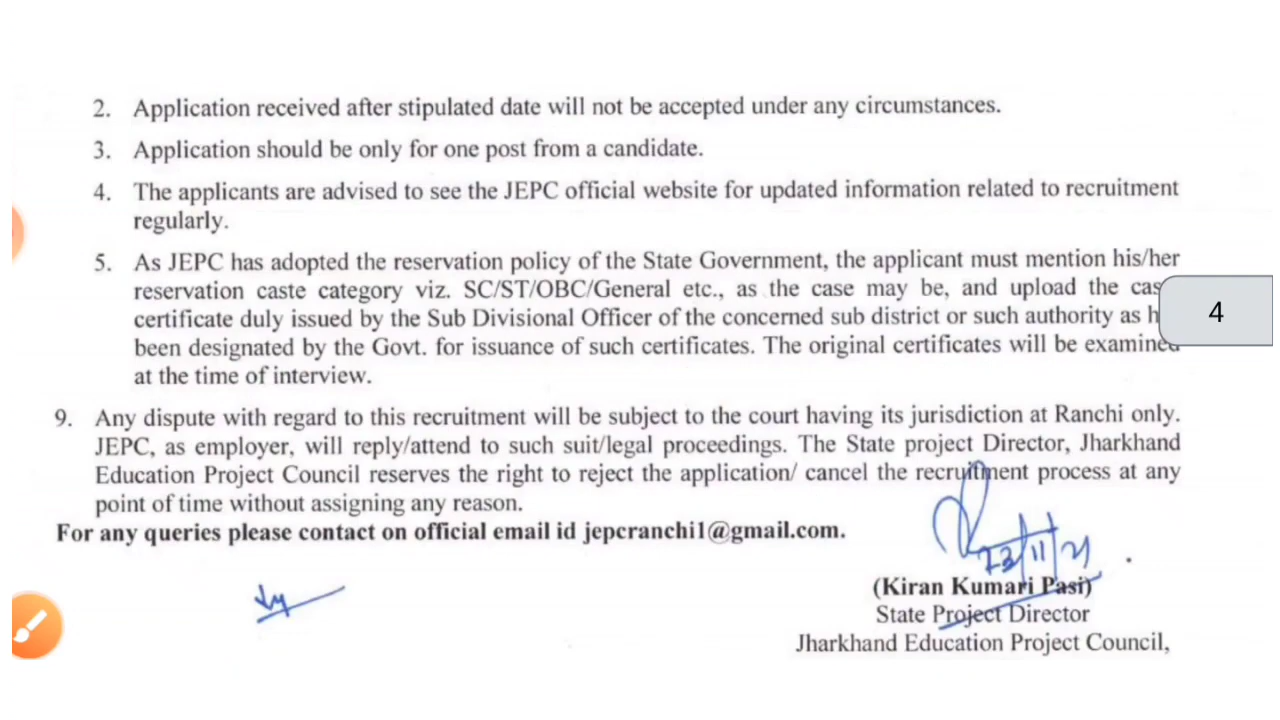 2. Application received after stipulated date will not be accepted under any circumstances.
3. Application should be only for one post from a candidate.
4. The applicants are advised to see the JEPC official website for updated information related to recruitment
regularly.
5. As JEPC has adopted the reservation policy of the State Government, the applicant must mention his/her
reservation caste category viz. SC/ST/OBC/General etc., as the case may be, and upload the cas
certificate duly issued by the Sub Divisional Officer of the concerned sub district or such authority as h
4
been designated by the Govt. for issuance of such certificates. The original certificates will be examined
at the time of interview.
9. Any dispute with regard to this recruitment will be subject to the court having its jurisdiction at Ranchi only.
JEPC, as employer, will reply/attend to such suit/legal proceedings. The State project Director, Jharkhand
Education Project Council reserves the right to reject the application/ cancel the recruitment process at any
point of time without assigning any reason.
For any queries please contact on official email id jepcranchi1@gmail.com.
23/11/21
(Kiran Kumari Pasi)
State Project Director
Jharkhand Education Project Council,